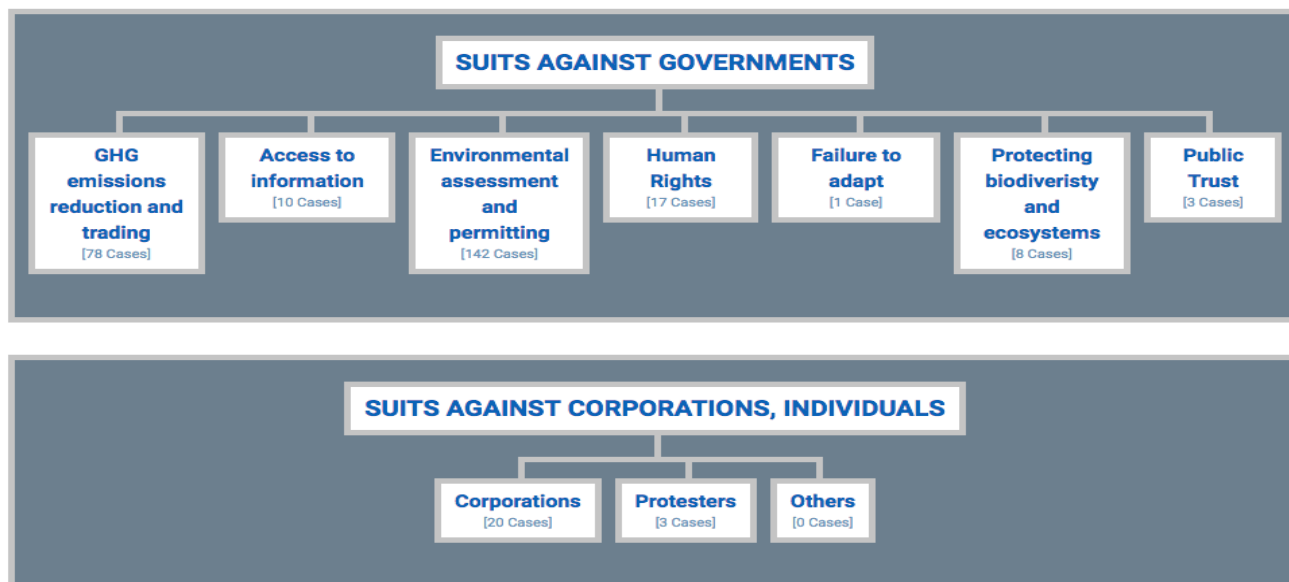 SUITS AGAINST GOVERNMENTS
GHG
emissions
reduction and
trading
[78 Cases]
Access to
information
[10 Cases]
Environmental
assessment
and
permitting
[142 Cases]
Human
Rights
[17 Cases]
Failure to
adapt
[1 Case]
Protecting
biodiveristy
and
ecosystems
[8 Cases]
Public
Trust
[3 Cases]
SUITS AGAINST CORPORATIONS, INDIVIDUALS
Corporations
[20 Cases]
Protesters
[3 Cases]
Others
[0 Cases]